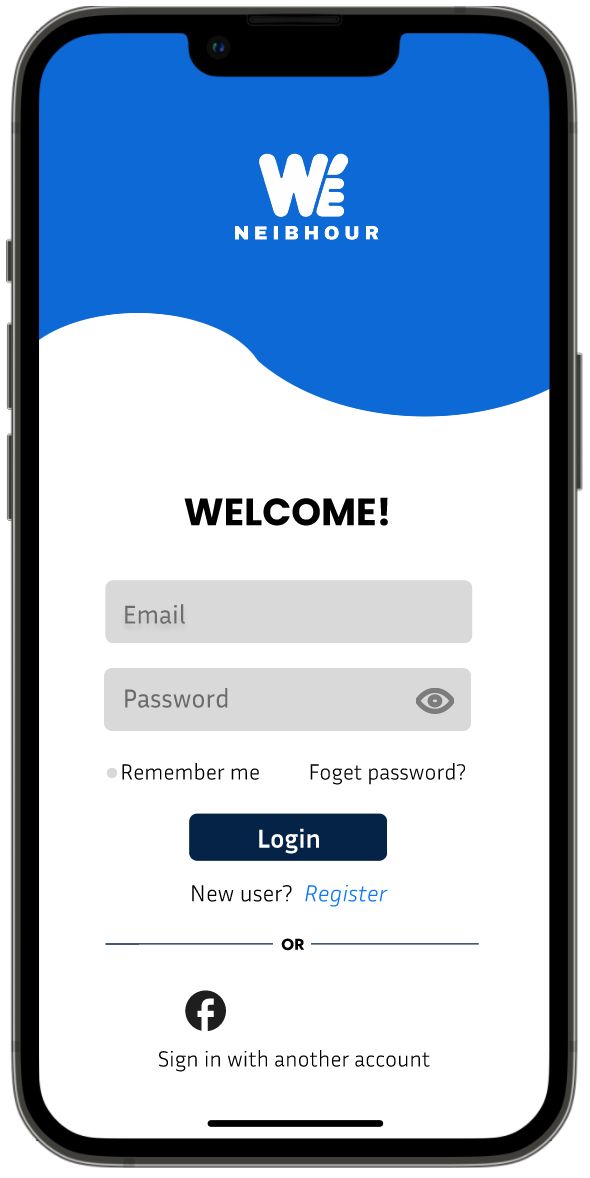 WE
NEIBHOUR
WELCOME!
Email
Password
Remember me Foget password?
Login
New user? Register
OR
Sign in with another account